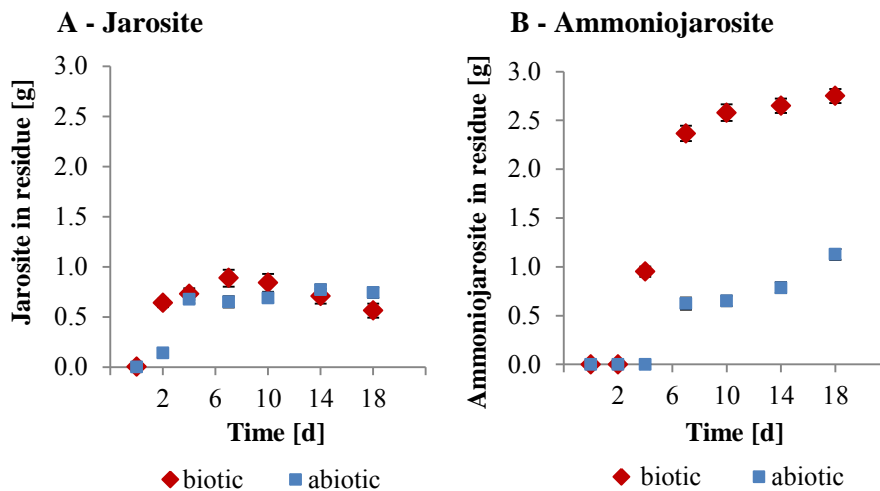 A - Jarosite
Jarosite in residue [g]
3.0
2.5
2.0
1.5
1.0
0.5
0.0
2 6 10 14 18
Time [d]
biotic abiotic
B - Ammoniojarosite
Ammoniojarosite in residue [g]
3.0
2.5
2.0
1.5
1.0
0.5
0.0
2 6 10 14 18
Time [d]
biotic abiotic